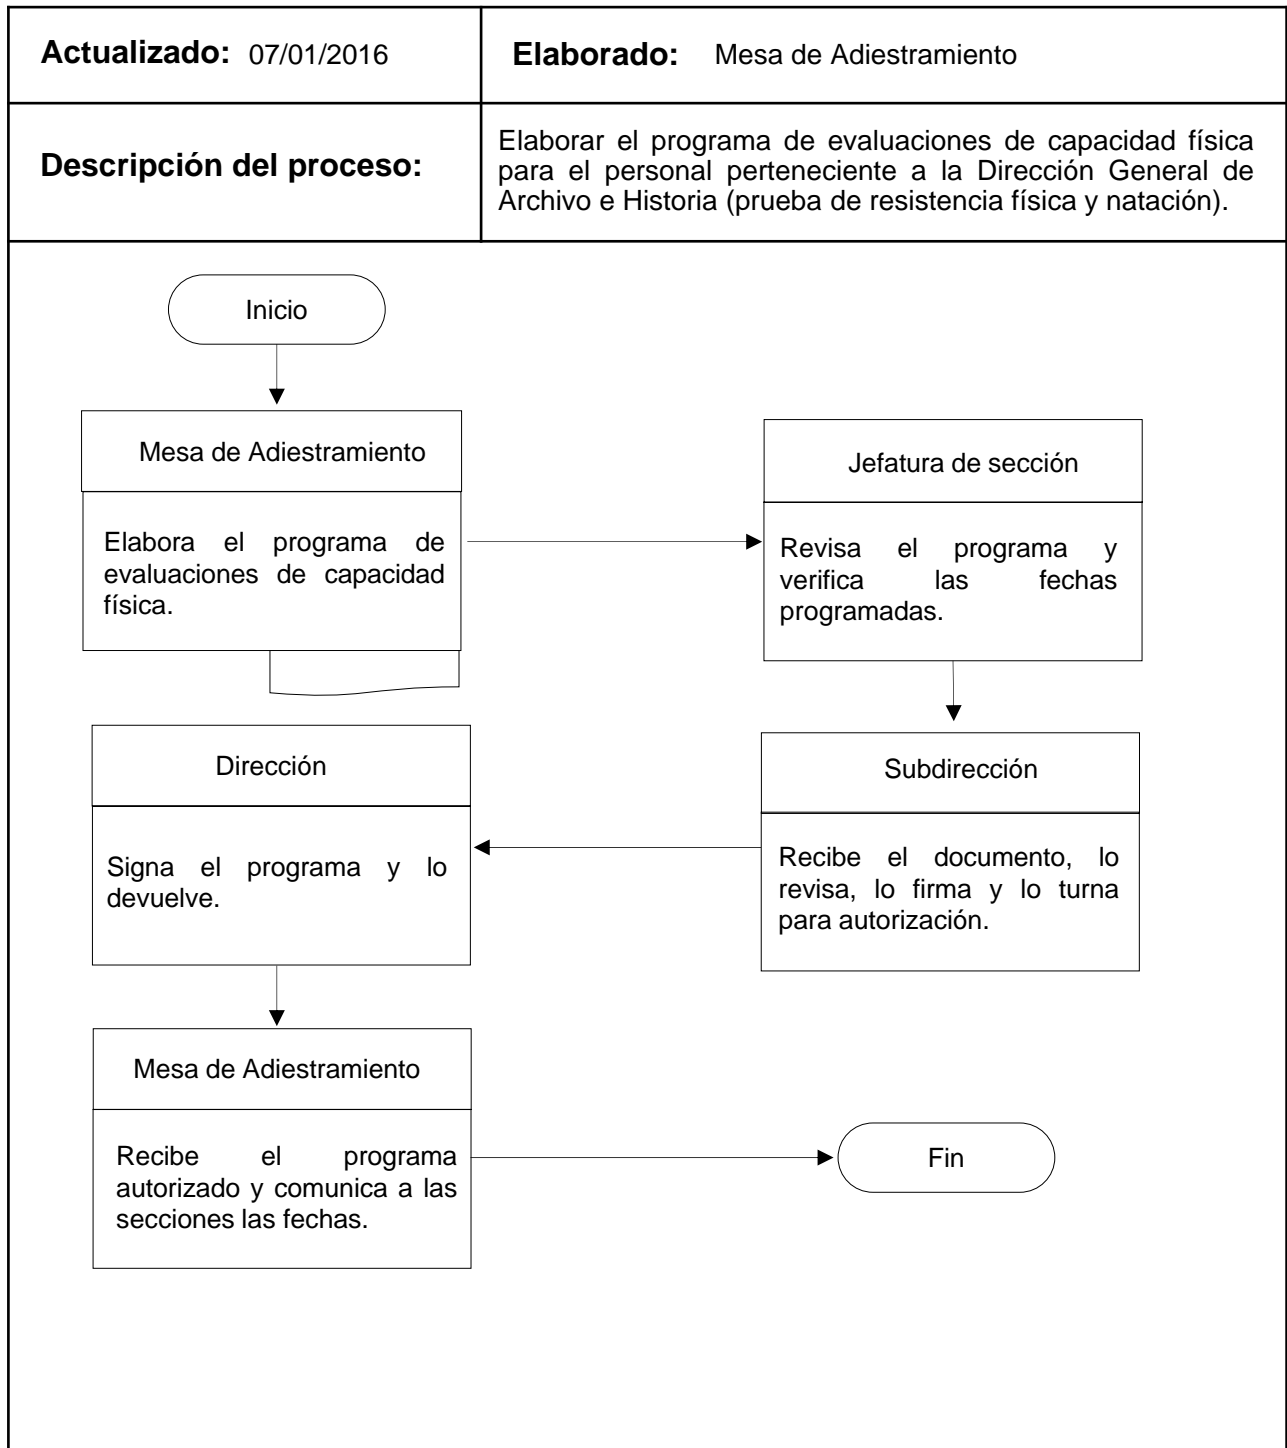 Actualizado: 07/01/2016
Elaborado: Mesa de Adiestramiento
Descripción del proceso:
Elaborar el programa de evaluaciones de capacidad física
para el personal perteneciente a la Dirección General de
Archivo e Historia (prueba de resistencia física y natación).
Inicio
Mesa de Adiestramiento
Elabora el programa de
evaluaciones de capacidad
física.
Jefatura de sección
Revisa el programa y
verifica las fechas
programadas.
Subdirección
Recibe el documento, lo
revisa, lo firma y lo turna
para autorización.
Dirección
Signa el programa y lo
devuelve.
Mesa de Adiestramiento
Recibe el programa
autorizado y comunica a las
secciones las fechas.
Fin